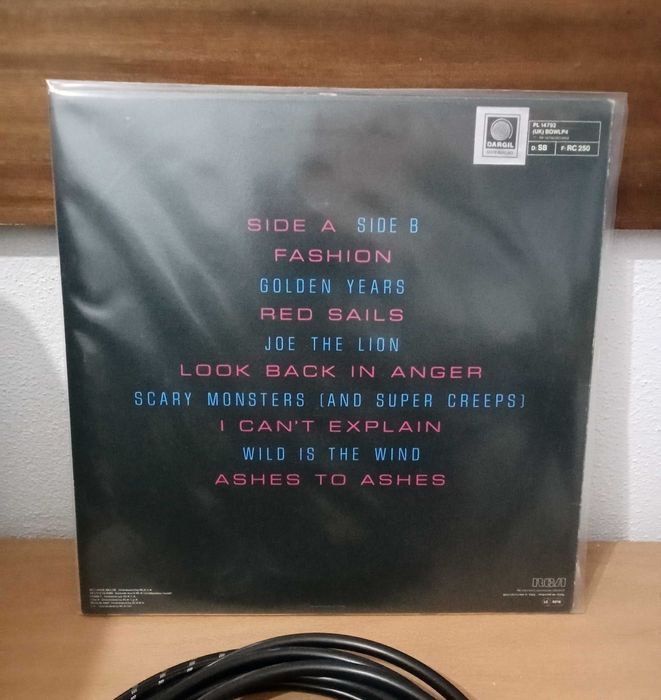 DARGIL
PL 14792
(UK) BOWLP4
D: SB F: RC 250
SIDE A SIDE B
FASHION
GOLDEN YEARS
RED SAILS
JOE THE LION
LOOK BACK IN ANGER
SCARY MONSTERS (AND SUPER CREEPS)
I CAN'T EXPLAIN
WILD IS THE WIND
ASHES TO ASHES
RCA